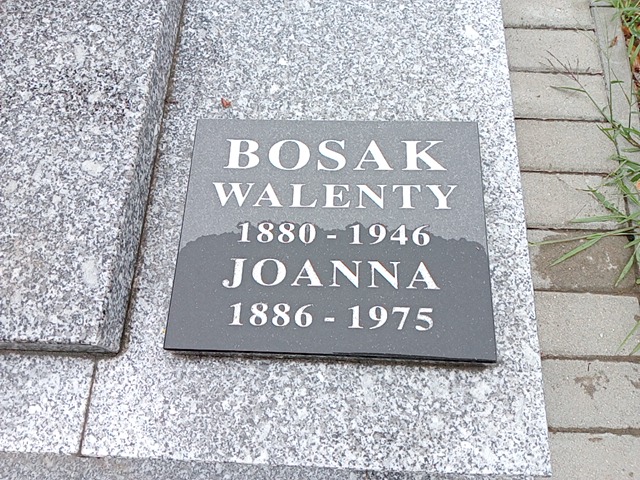 BOSAK
WALENTY
1880 - 1946
JOANNA
1886 - 1975